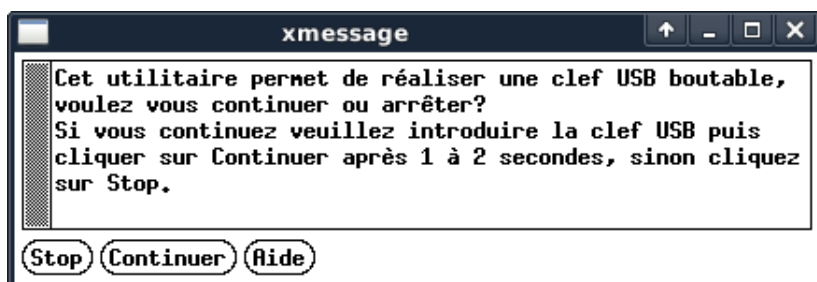 xmessage
Cet utilitaire permet de réaliser une clef USB boutable,
voulez vous continuer ou arrêter?
Si vous continuez veuillez introduire la clef USB puis
cliquer sur Continuer après 1 à 2 secondes, sinon cliquez
sur Stop.
Stop Continuer Aide